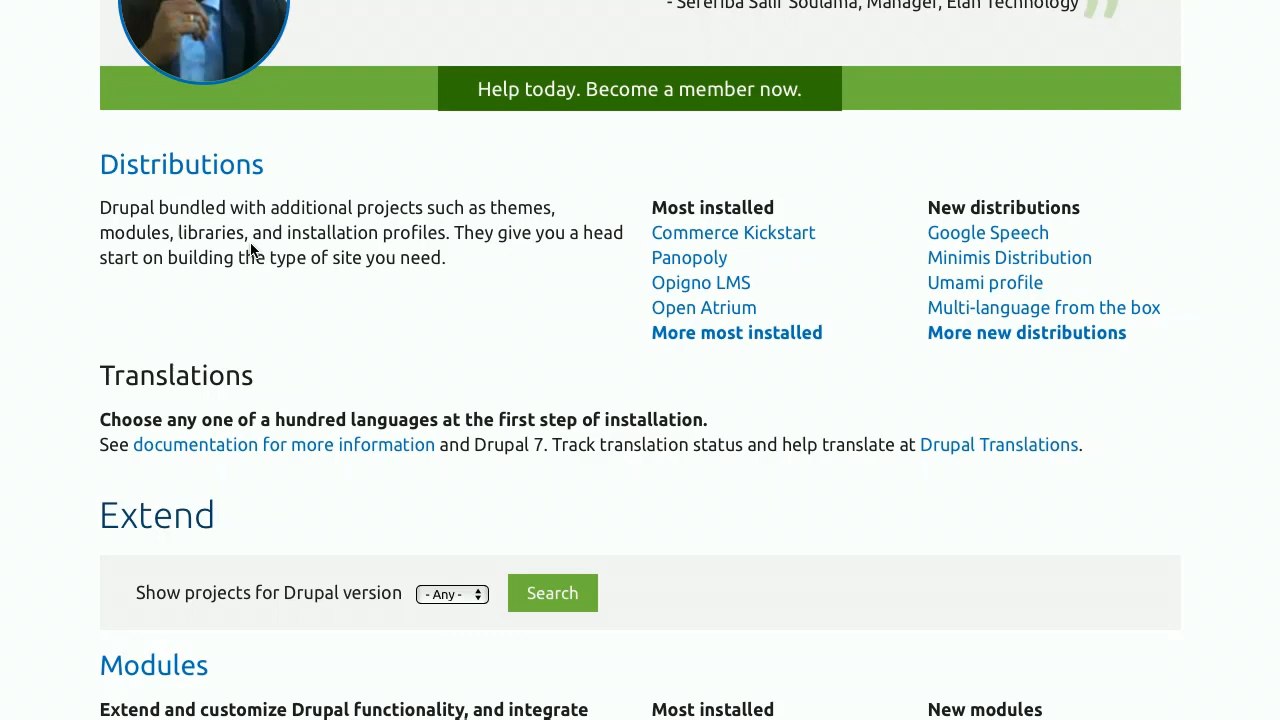 - Sereriba Salif Soulama, Manager, Elan Technology
Help today. Become a member now.
Distributions
Drupal bundled with additional projects such as themes,
modules, libraries, and installation profiles. They give you a head
start on building the type of site you need.
Most installed
Commerce Kickstart
Panopoly
Opigno LMS
Open Atrium
More most installed
New distributions
Google Speech
Minimis Distribution
Umami profile
Multi-language from the box
More new distributions
Translations
Choose any one of a hundred languages at the first step of installation.
See documentation for more information and Drupal 7. Track translation status and help translate at Drupal Translations.
Extend
Show projects for Drupal version - Any - Search
Modules
Extend and customize Drupal functionality, and integrate
Most installed
New modules